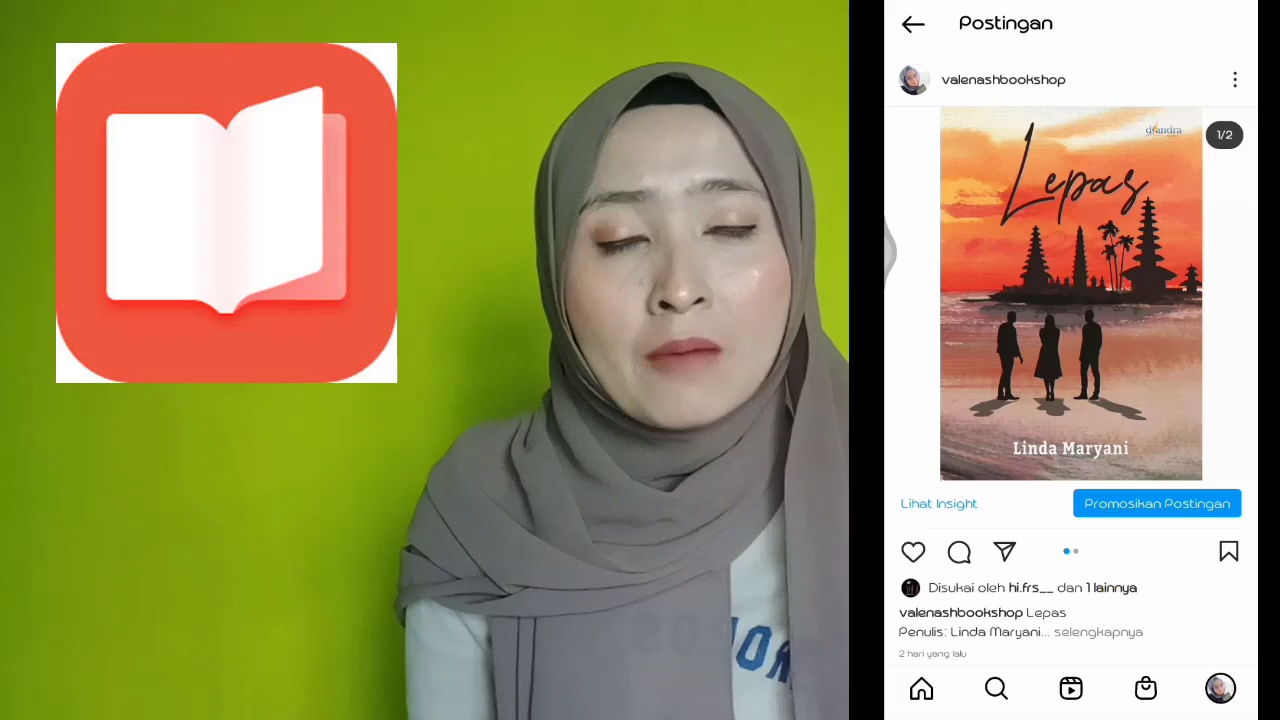 Postingan
valenashbookshop
diandra
1/2
Lepas
Linda Maryani
Lihat Insight
Promosikan Postingan
Disukai oleh hi.frs__ dan 1 lainnya
valenashbookshop Lepas
Penulis: Linda Maryani... selengkapnya
2 hari yang lalu